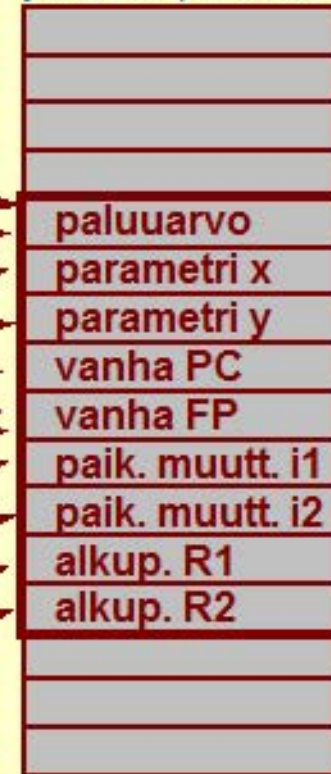 paluuarvo
parametri x
parametri y
vanha PC
vanha FP
paik. muutt. i1
paik. muutt. i2
alkup. R1
alkup. R2